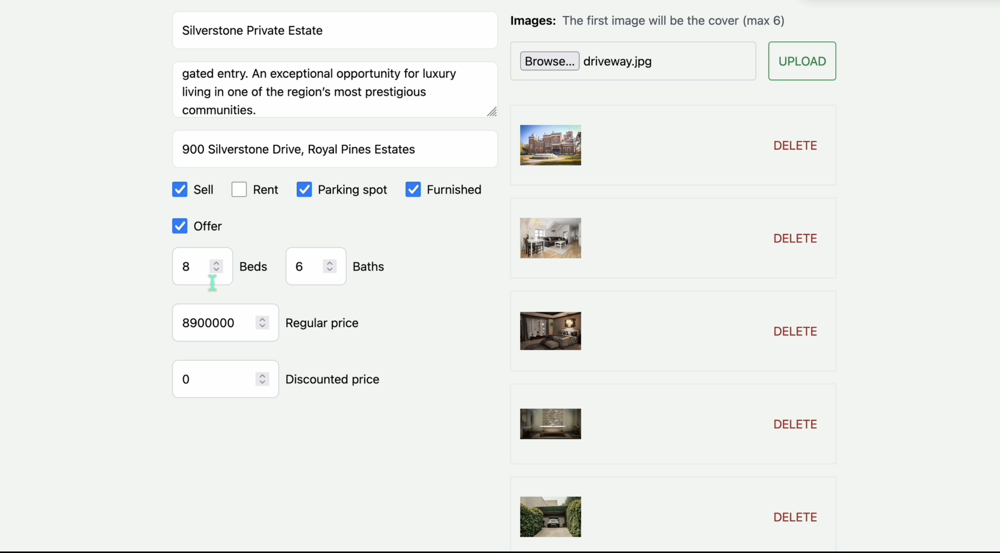 Silverstone Private Estate
gated entry. An exceptional opportunity for luxury
living in one of the region’s most prestigious
communities.
900 Silverstone Drive, Royal Pines Estates
Sell Rent Parking spot Furnished
Offer
8 Beds 6 Baths
8900000 Regular price
0 Discounted price
Images: The first image will be the cover (max 6)
Browse... driveway.jpg UPLOAD
DELETE
DELETE
DELETE
DELETE
DELETE